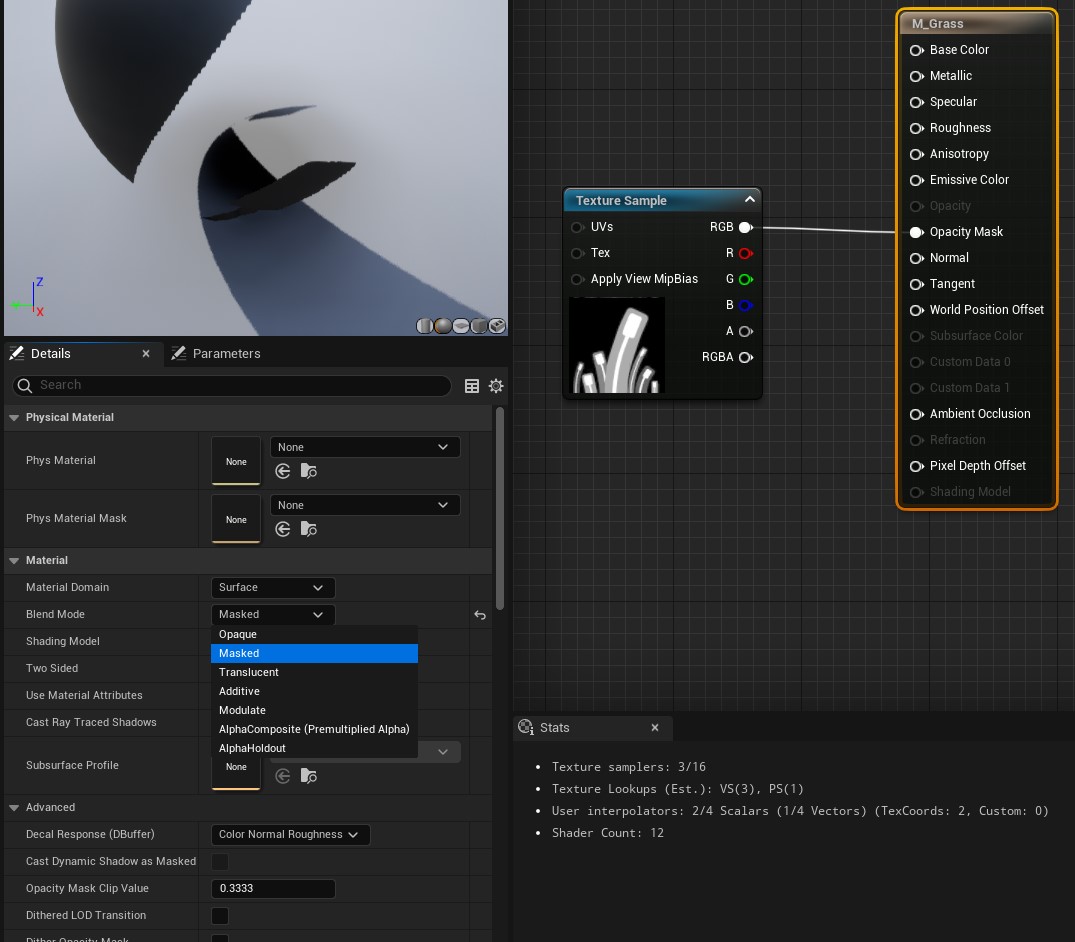 M_Grass
Base Color
Metallic
Specular
Roughness
Anisotropy
Emissive Color
Opacity
Opacity Mask
Normal
Tangent
World Position Offset
Subsurface Color
Custom Data 0
Custom Data 1
Ambient Occlusion
Refraction
Pixel Depth Offset
Shading Model
Texture Sample
UVs RGB
Tex R
Apply View MipBias G
B
A
RGBA
Z
X
Details
Parameters
Search
Physical Material
Phys Material None None
Phys Material Mask None None
Material
Material Domain Surface
Blend Mode Masked
Shading Model
Two Sided
Use Material Attributes
Cast Ray Traced Shadows
Subsurface Profile None
Opaque
Masked
Translucent
Additive
Modulate
AlphaComposite (Premultiplied Alpha)
AlphaHoldout
Advanced
Decal Response (DBuffer) Color Normal Roughness
Cast Dynamic Shadow as Masked
Opacity Mask Clip Value 0.3333
Dithered LOD Transition
Dither Opacity Mask
Stats
• Texture samplers: 3/16
• Texture Lookups (Est.): VS(3), PS(1)
• User interpolators: 2/4 Scalars (1/4 Vectors) (TexCoords: 2, Custom: 0)
• Shader Count: 12